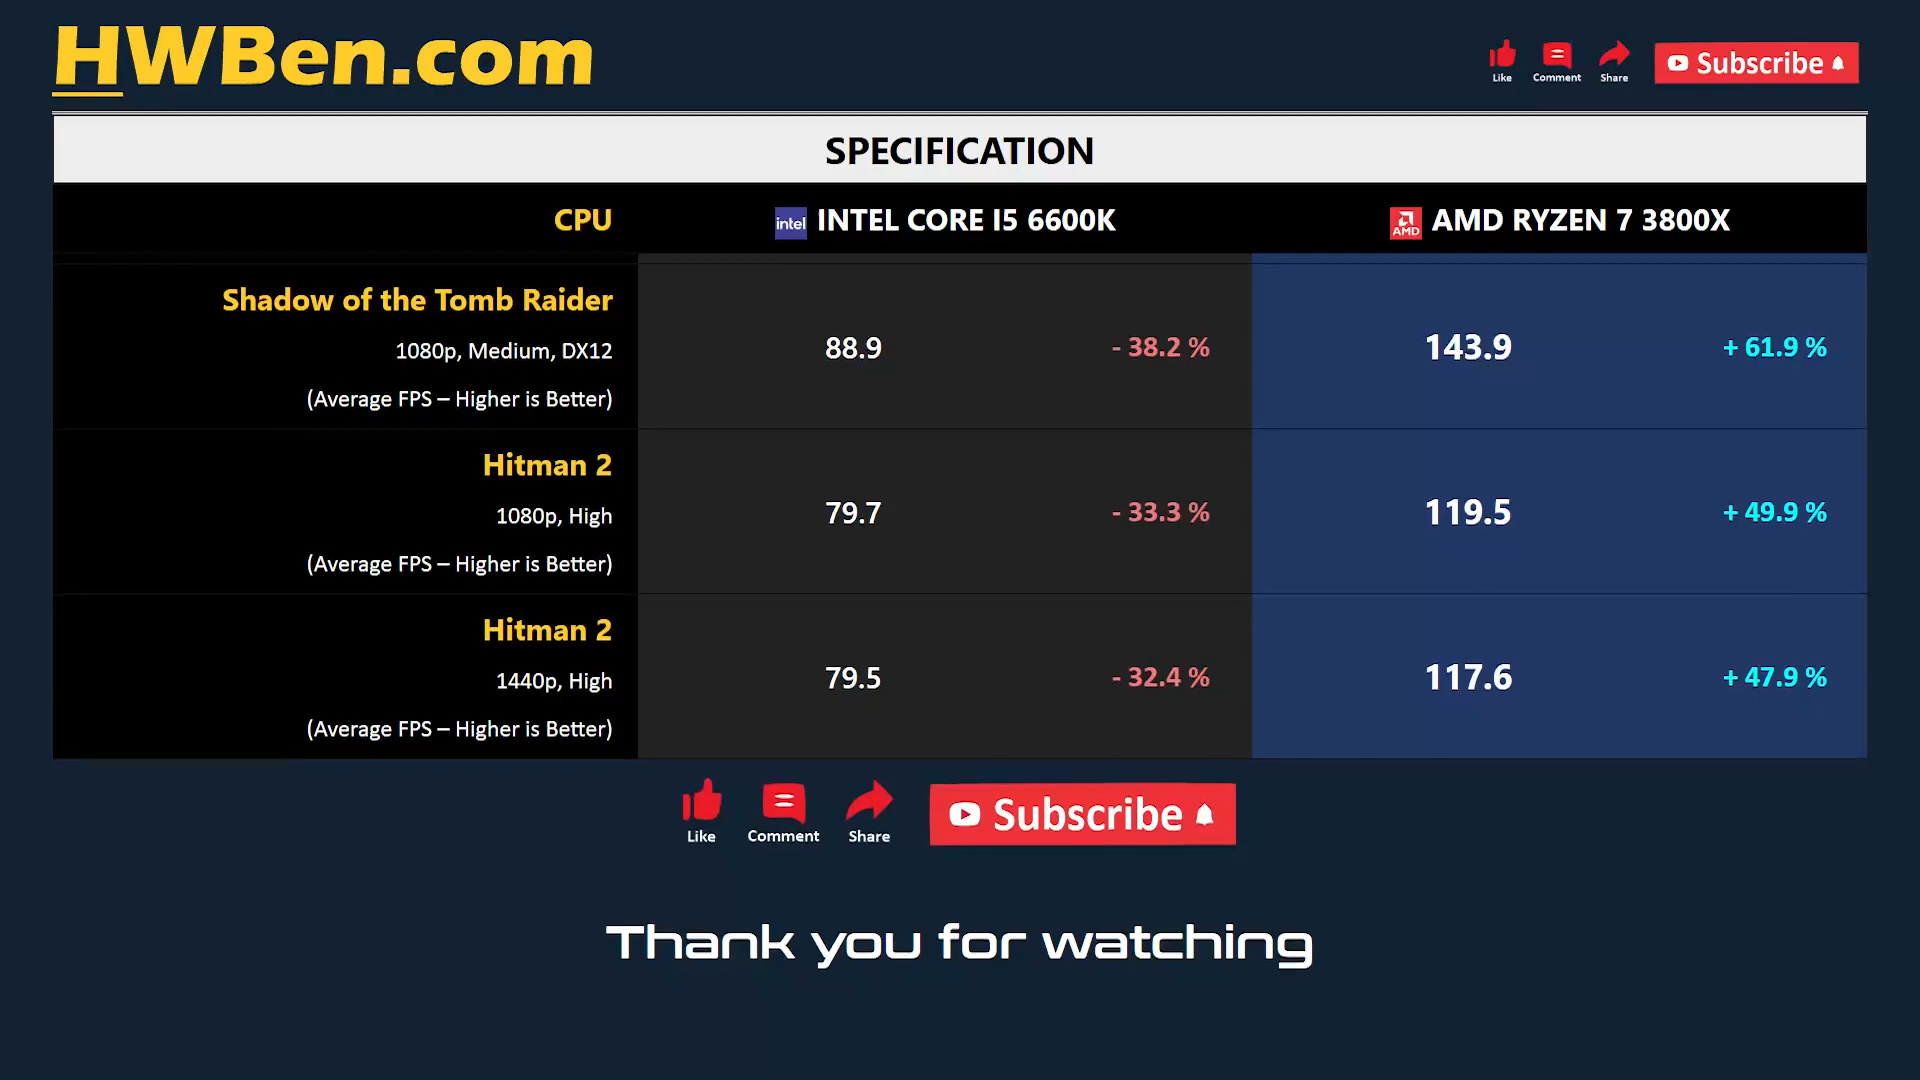 HWBen.com
Like Comment Share Subscribe
SPECIFICATION
CPU intel INTEL CORE I5 6600K AMD AMD RYZEN 7 3800X
Shadow of the Tomb Raider
1080p, Medium, DX12 88.9 - 38.2 % 143.9 + 61.9 %
(Average FPS – Higher is Better)
Hitman 2
1080p, High 79.7 - 33.3 % 119.5 + 49.9 %
(Average FPS – Higher is Better)
Hitman 2
1440p, High 79.5 - 32.4 % 117.6 + 47.9 %
(Average FPS – Higher is Better)
Like Comment Share Subscribe
Thank you for watching